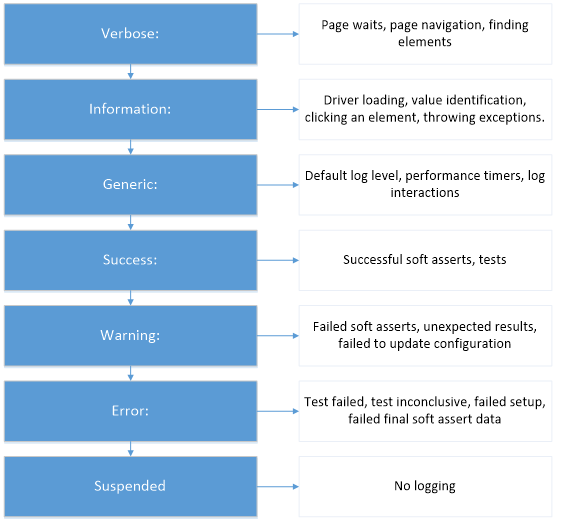 Verbose:
Page waits, page navigation, finding
elements
Information:
Driver loading, value identification,
clicking an element, throwing exceptions.
Generic:
Default log level, performance timers, log
interactions
Success:
Successful soft asserts, tests
Warning:
Failed soft asserts, unexpected results,
failed to update configuration
Error:
Test failed, test inconclusive, failed setup,
failed final soft assert data
Suspended
No logging